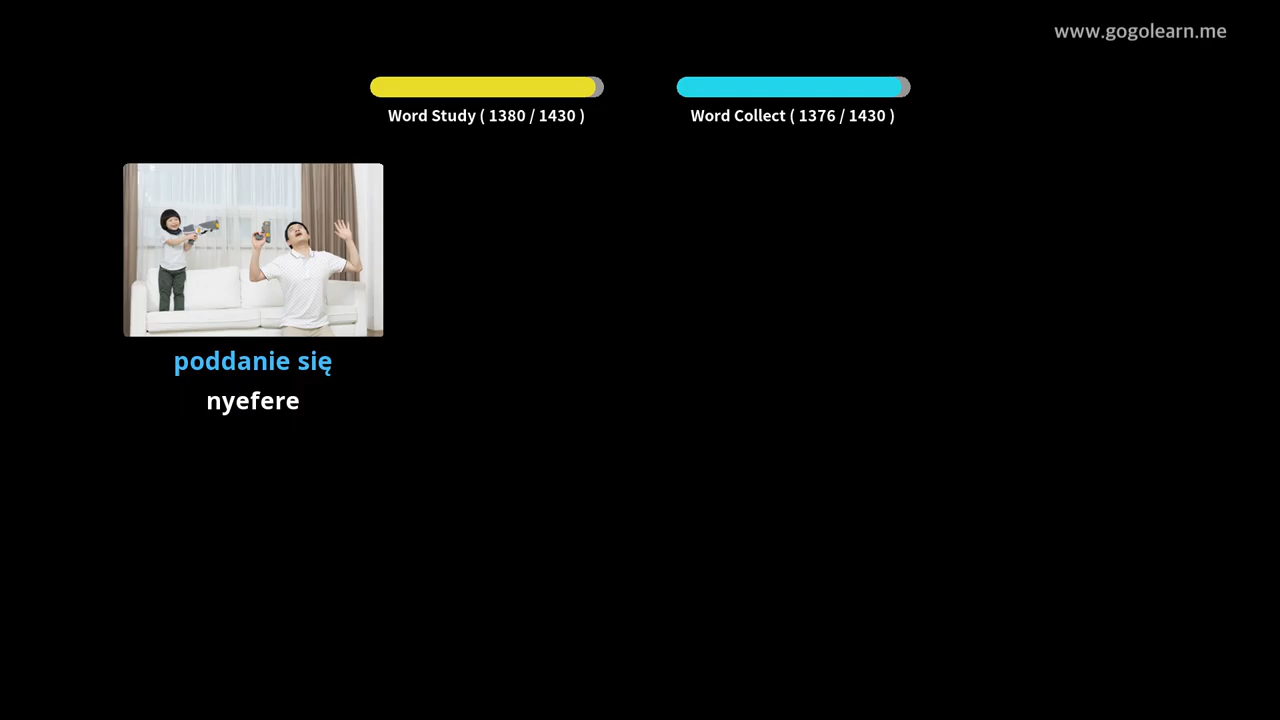 www.gogolearn.me
Word Study ( 1380 / 1430 )
Word Collect ( 1376 / 1430 )
poddanie się
nyefere